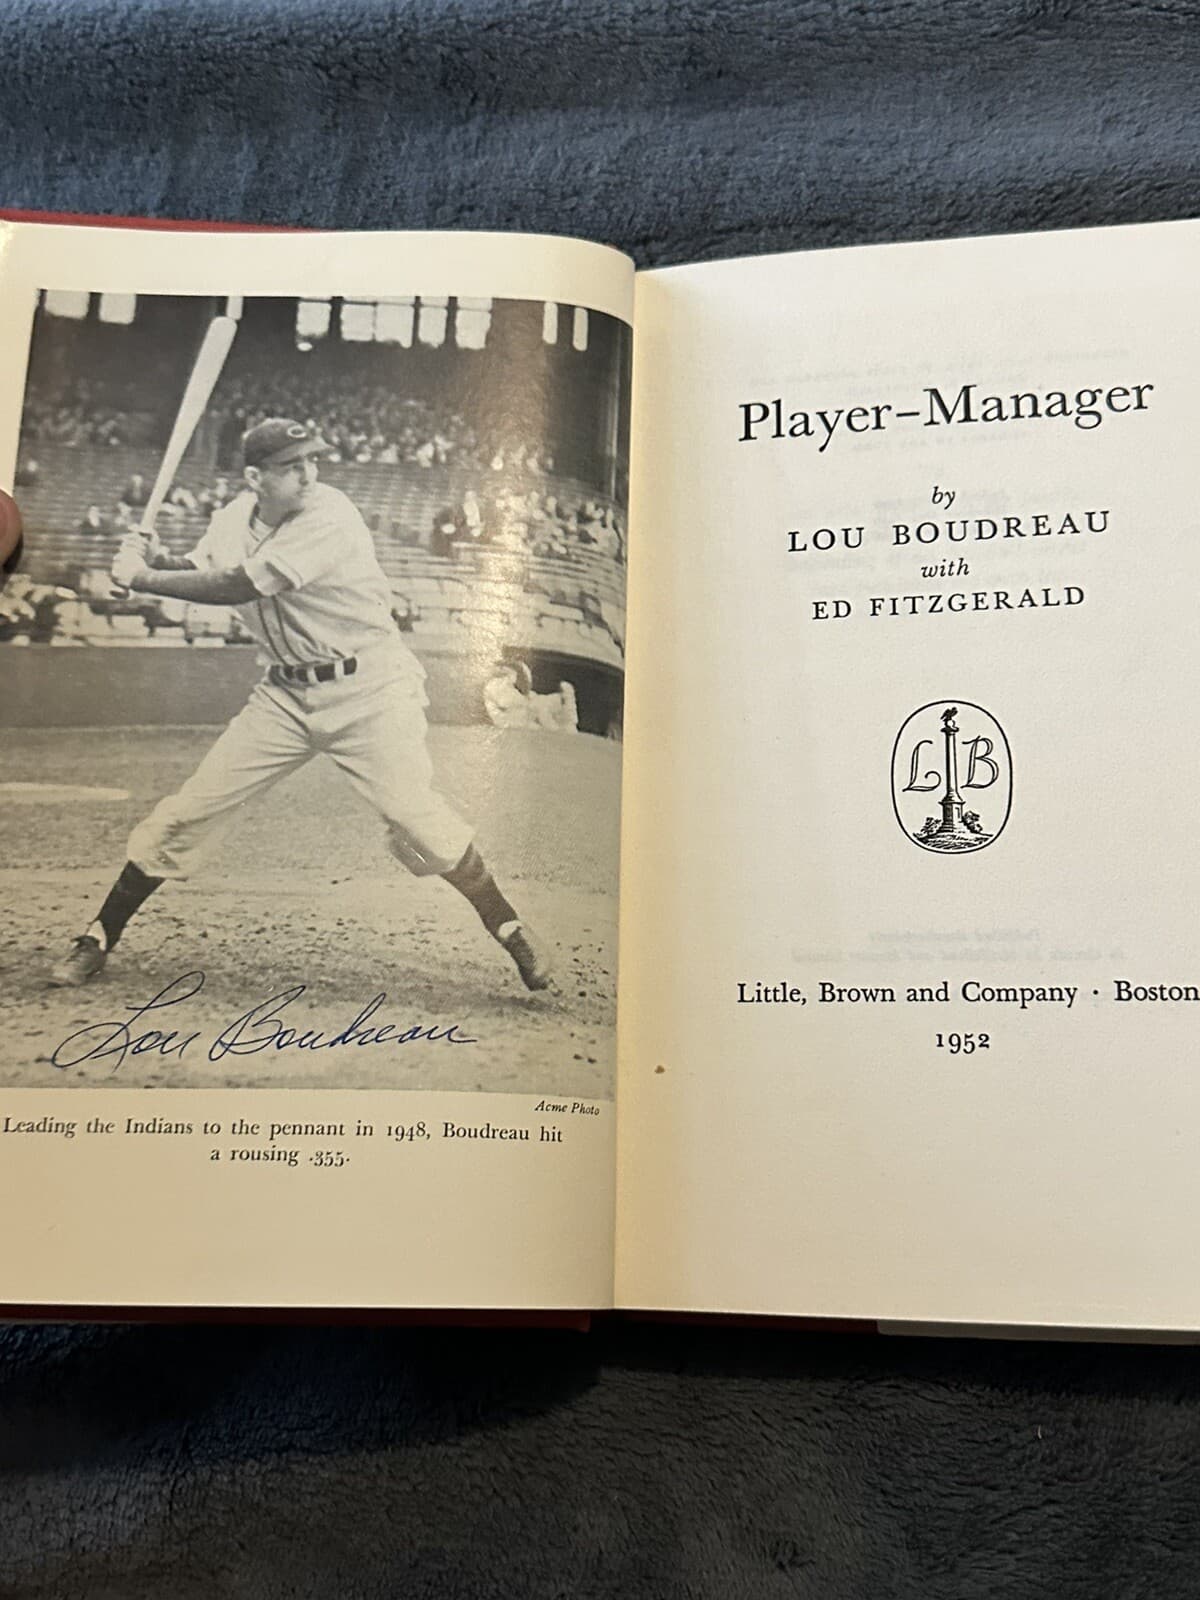 Lou Boudreau
Acme Photo
Leading the Indians to the pennant in 1948, Boudreau hit
a rousing .355.
Player-Manager
by
LOU BOUDREAU
with
ED FITZGERALD
L B
Little, Brown and Company · Boston
1952